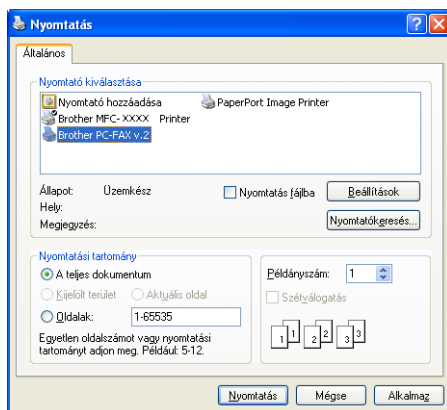 Nyomtatás
Általános
Nyomtató kiválasztása
Nyomtató hozzáadása
PaperPort Image Printer
Brother MFC-XXXX Printer
Brother PC-FAX v.2
Állapot: Üzemkész
Nyomtatás fájlba
Beállítások
Hely:
Megjegyzés:
Nyomtatókeresés...
Nyomtatási tartomány
A teljes dokumentum
Kijelölt terület
Aktuális oldal
Oldalak: 1-65535
Egyetlen oldalszámot vagy nyomtatási
tartományt adjon meg. Például: 5-12.
Példányszám: 1
Szétválogatás
1 1 2 2 3 3
Nyomtatás
Mégse
Alkalmaz